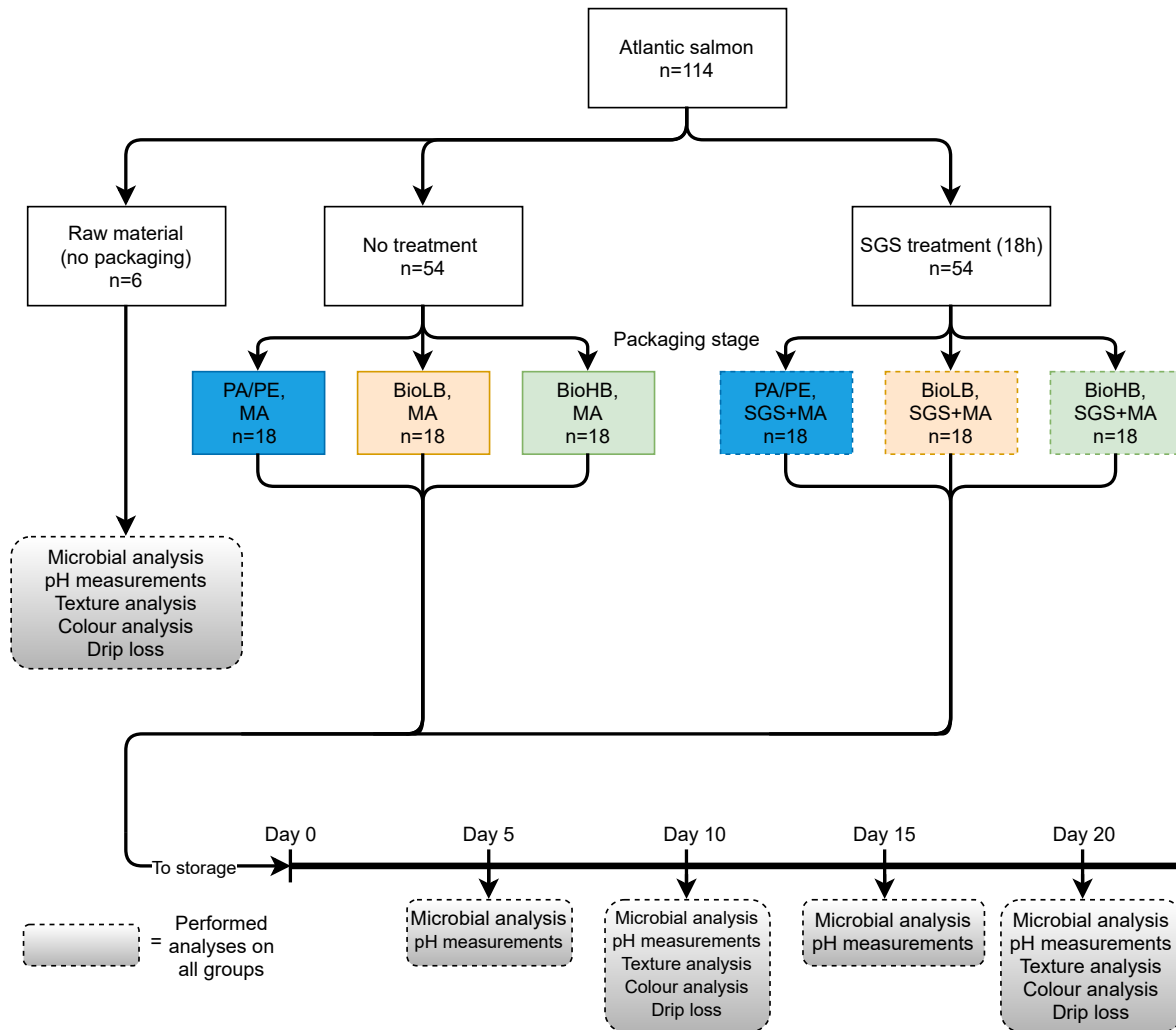 Atlantic salmon
n=114
Raw material
(no packaging)
n=6
No treatment
n=54
SGS treatment (18h)
n=54
Packaging stage
PA/PE,
MA
n=18
BioLB,
MA
n=18
BioHB,
MA
n=18
PA/PE,
SGS+MA
n=18
BioLB,
SGS+MA
n=18
BioHB,
SGS+MA
n=18
Microbial analysis
pH measurements
Texture analysis
Colour analysis
Drip loss
Day 0
Day 5
Day 10
Day 15
Day 20
To storage
Microbial analysis
pH measurements
Microbial analysis
pH measurements
Texture analysis
Colour analysis
Drip loss
Microbial analysis
pH measurements
Microbial analysis
pH measurements
Texture analysis
Colour analysis
Drip loss
= Performed
analyses on
all groups